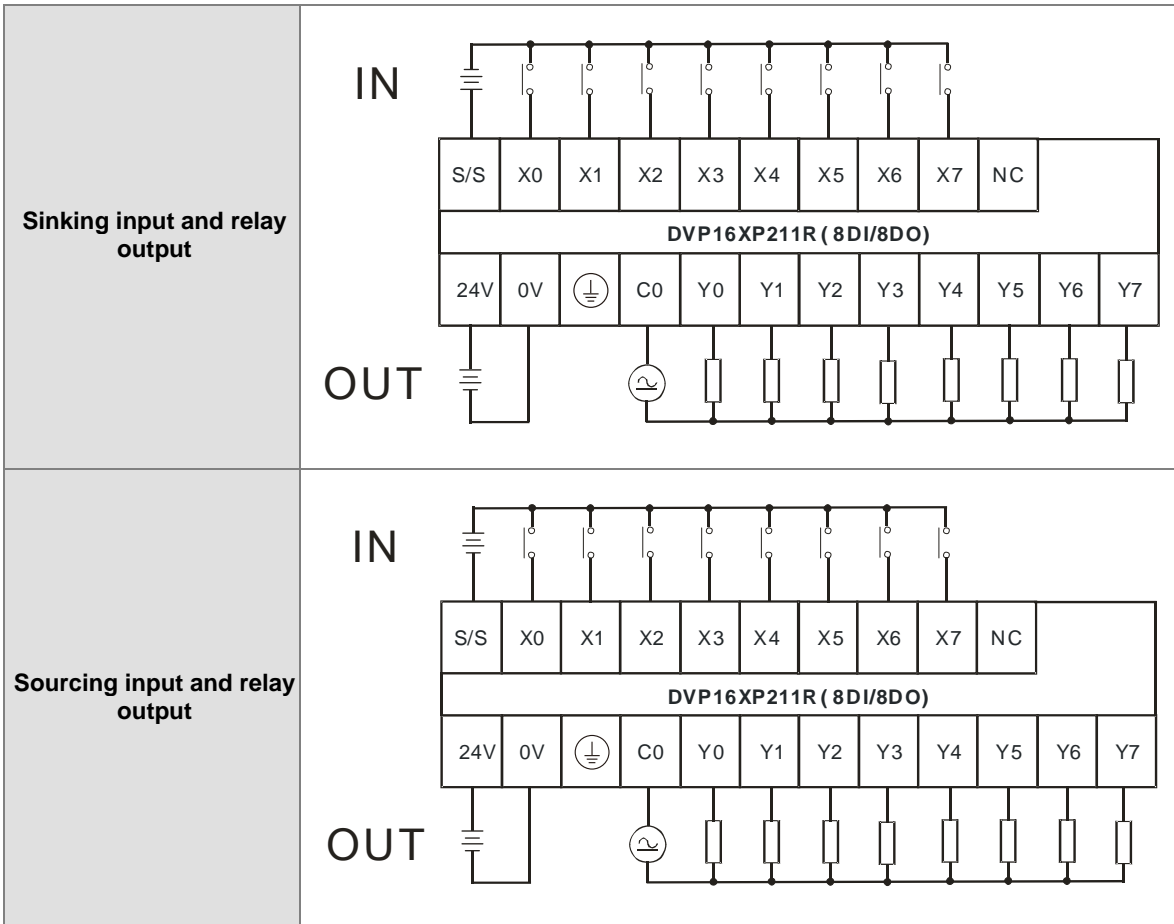 Sinking input and relay
output
IN
S/S X0 X1 X2 X3 X4 X5 X6 X7 NC
DVP16XP211R ( 8DI/8DO)
24V 0V C0 Y0 Y1 Y2 Y3 Y4 Y5 Y6 Y7
OUT
Sourcing input and relay
output
IN
S/S X0 X1 X2 X3 X4 X5 X6 X7 NC
DVP16XP211R ( 8DI/8DO)
24V 0V C0 Y0 Y1 Y2 Y3 Y4 Y5 Y6 Y7
OUT